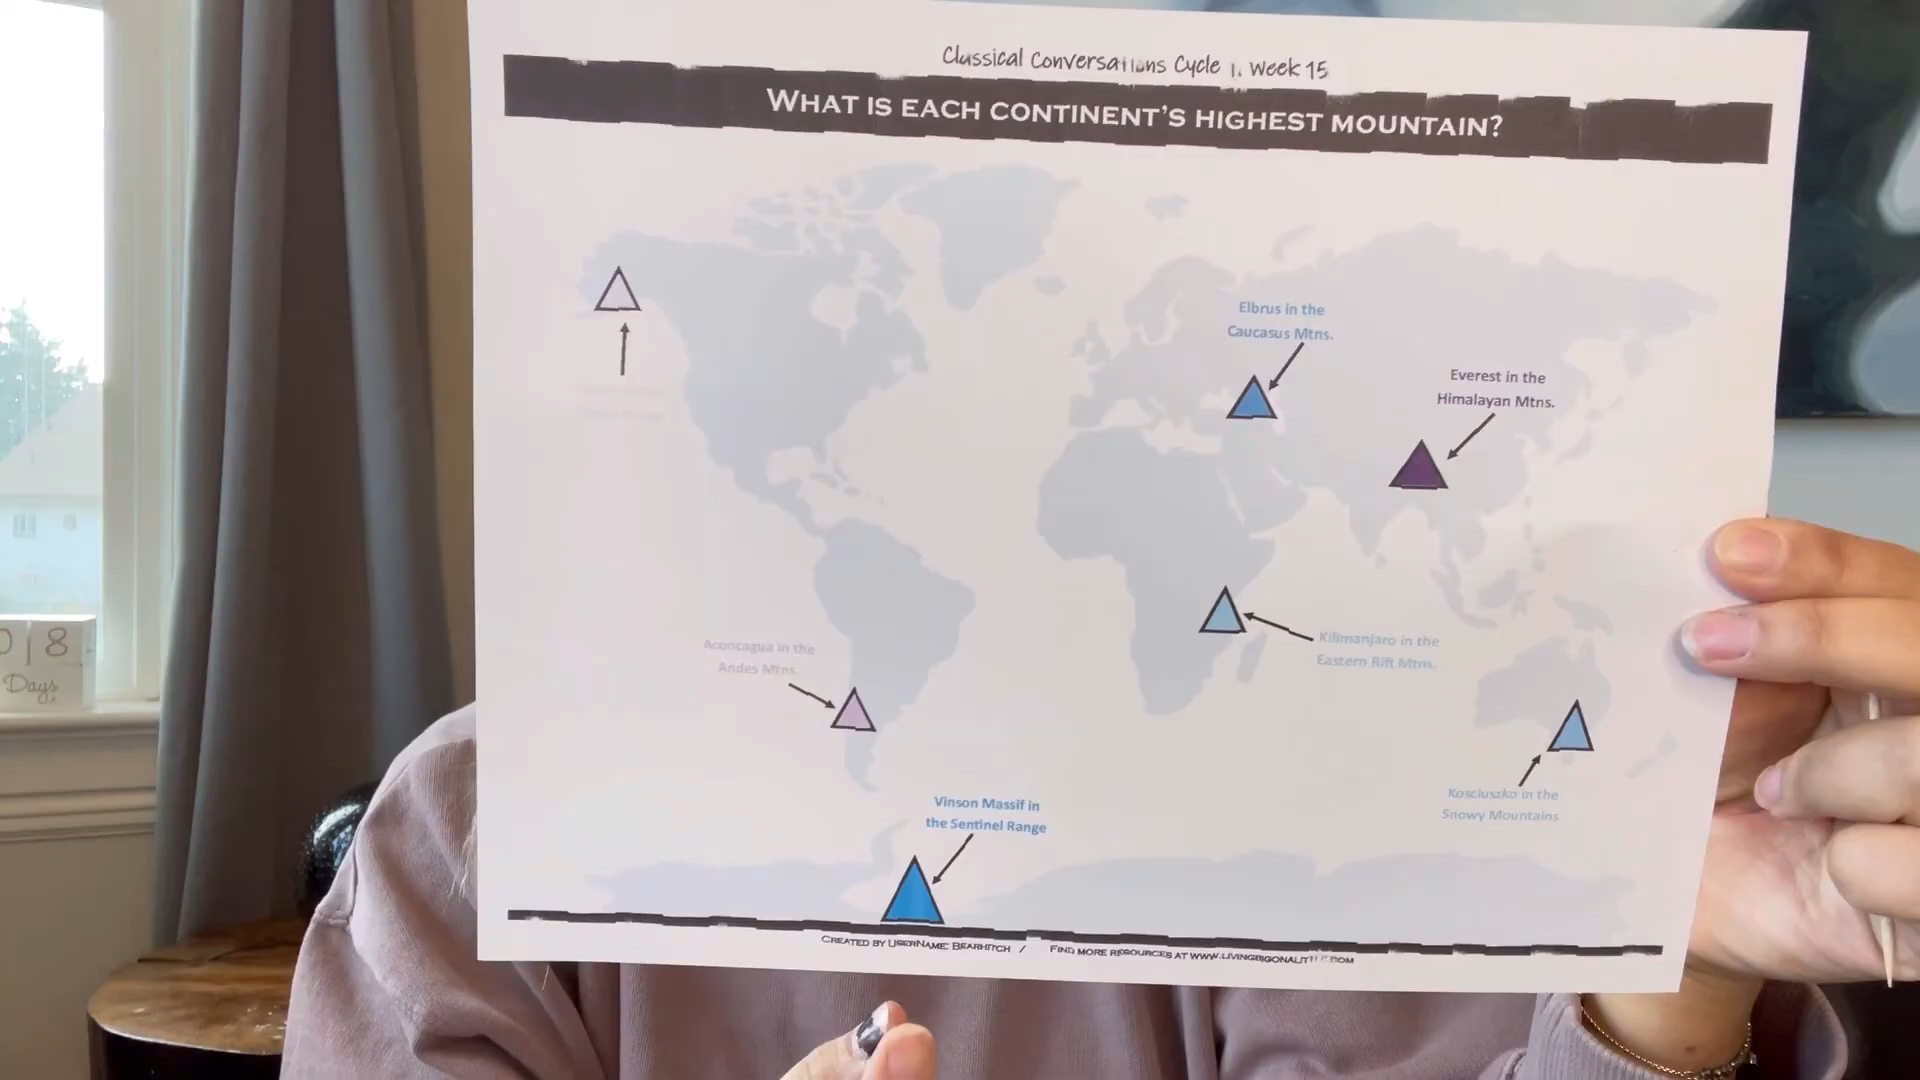 Classical Conversations Cycle 1, Week 15
WHAT IS EACH CONTINENT'S HIGHEST MOUNTAIN?
Elbrus in the
Caucasus Mtns.
Everest in the
Himalayan Mtns.
Kilimanjaro in the
Eastern Rift Mtns.
Aconcagua in the
Andes Mtns.
Kosciuszko in the
Snowy Mountains
Vinson Massif in
the Sentinel Range
CREATED BY USERNAME: BEARHITCH / FIND MORE RESOURCES AT
08
Days